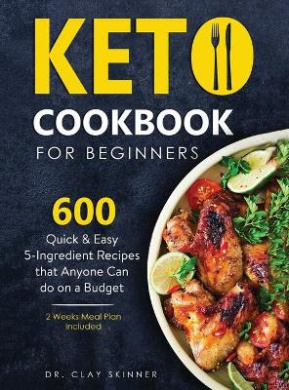 KETO
COOKBOOK
FOR BEGINNERS
600
Quick & Easy
5-Ingredient Recipes
that Anyone Can
do on a Budget
2 Weeks Meal Plan
Included
DR. CLAY SKINNER